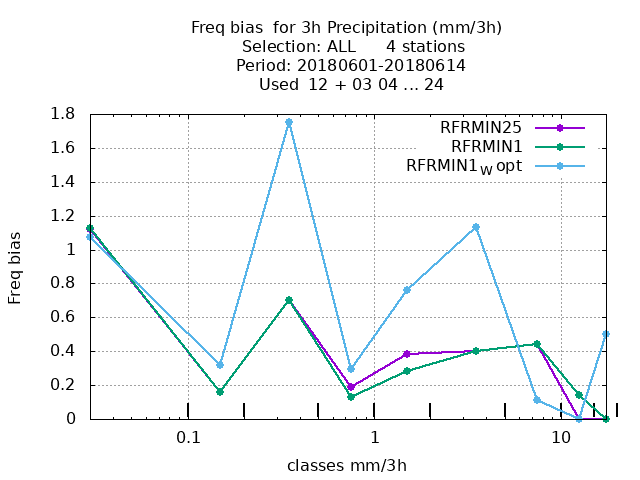 Freq bias  for 3h Precipitation (mm/3h)
Selection: ALL      4 stations
Period: 20180601-20180614
Used  12 + 03 04 ... 24
RFRMIN25
RFRMIN1
RFRMIN1W opt
1.8
1.6
1.4
1.2
1
0.8
0.6
0.4
0.2
0
Freq bias
0.1
1
10
classes mm/3h